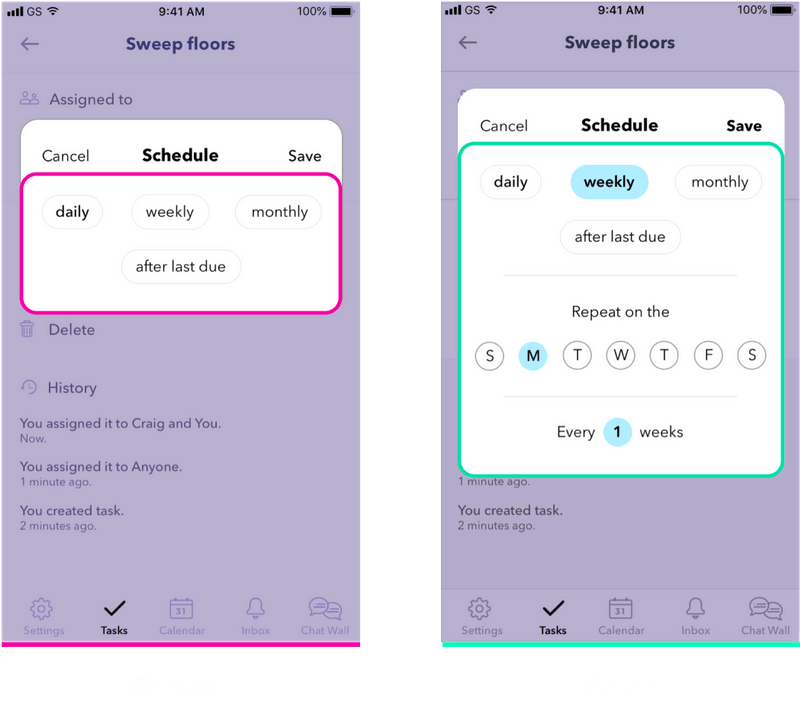 GS 9:41 AM 100%
Sweep floors
Assigned to
Cancel Schedule Save
daily weekly monthly
after last due
Delete
History
You assigned it to Craig and You.
Now.
You assigned it to Anyone.
1 minute ago.
You created task.
2 minutes ago.
31
Settings Tasks Calendar Inbox Chat Wall
GS 9:41 AM 100%
Sweep floors
Cancel Schedule Save
daily weekly monthly
after last due
Repeat on the
S M T W T F S
Every 1 weeks
1 minute ago.
You created task.
2 minutes ago.
31
Settings Tasks Calendar Inbox Chat Wall